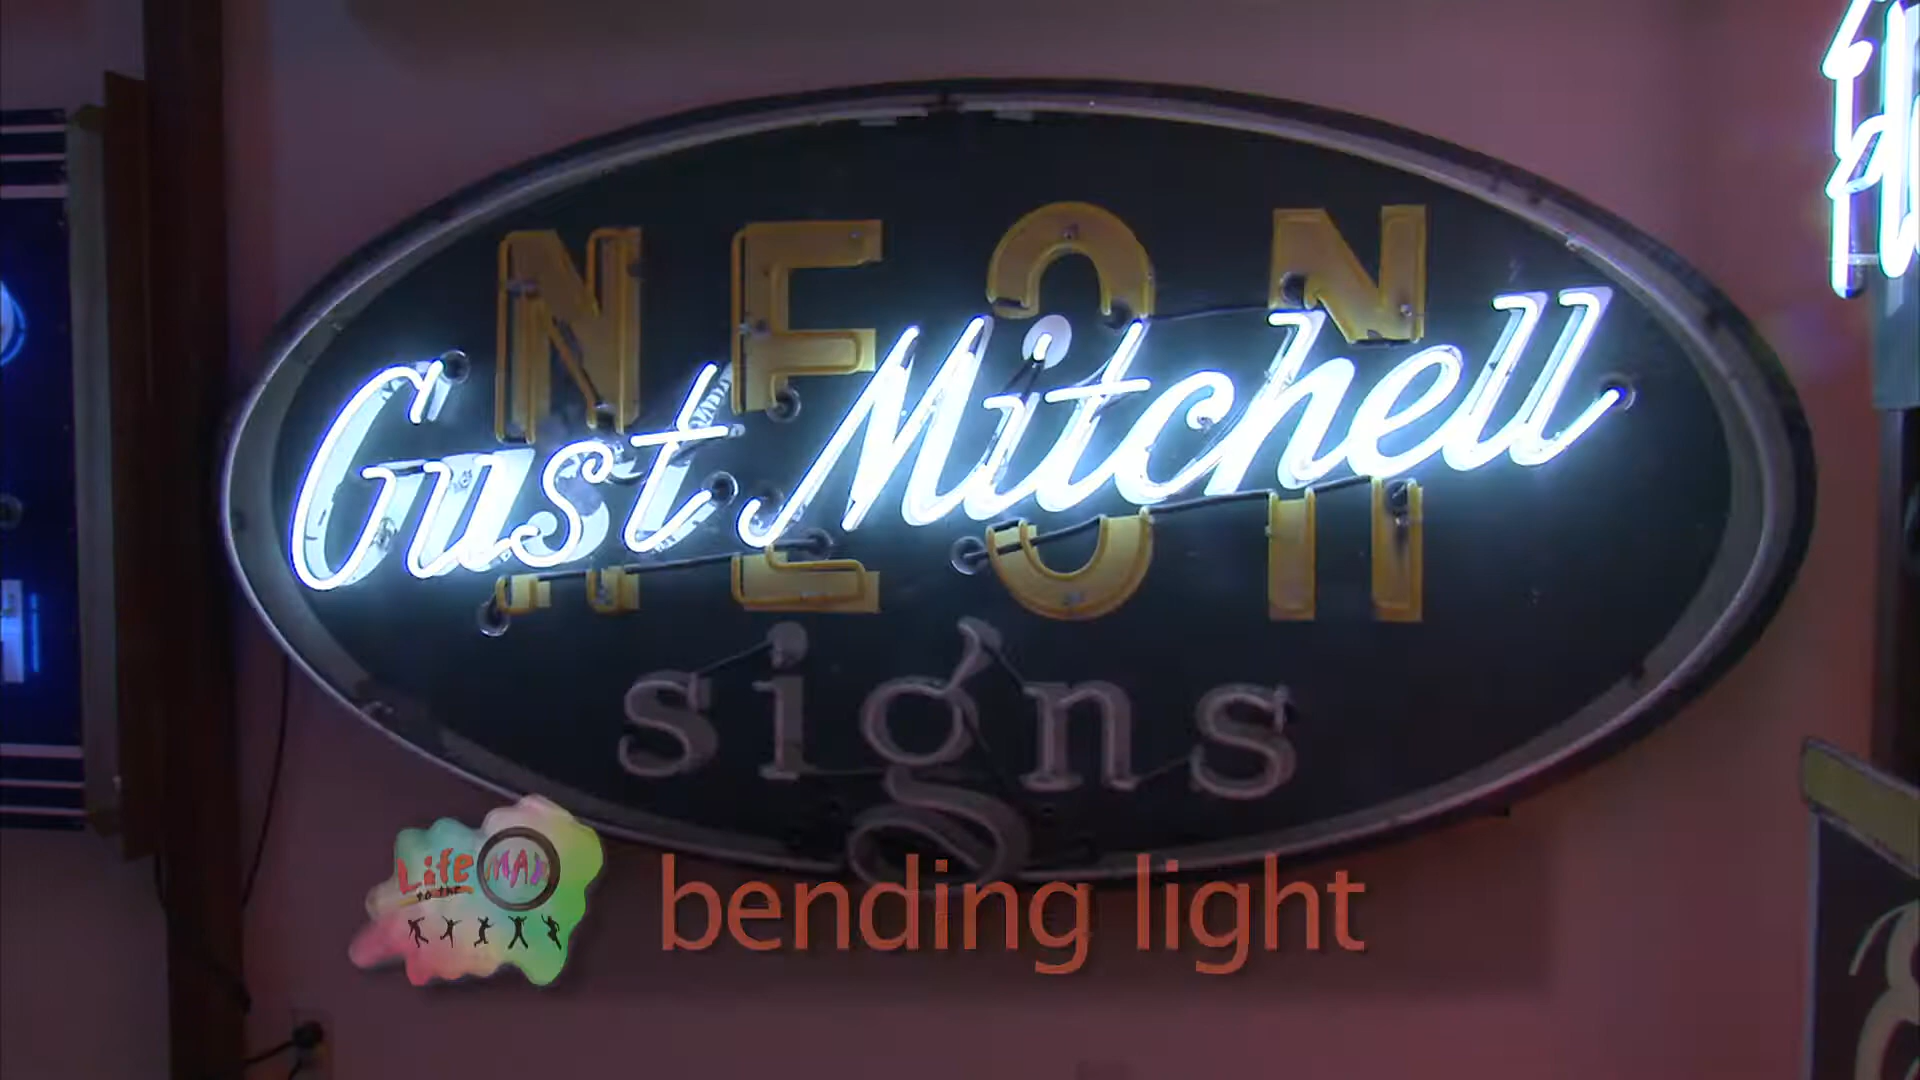 NEON
Gust Mitchell
signs
Life
to the
MAX
bending light